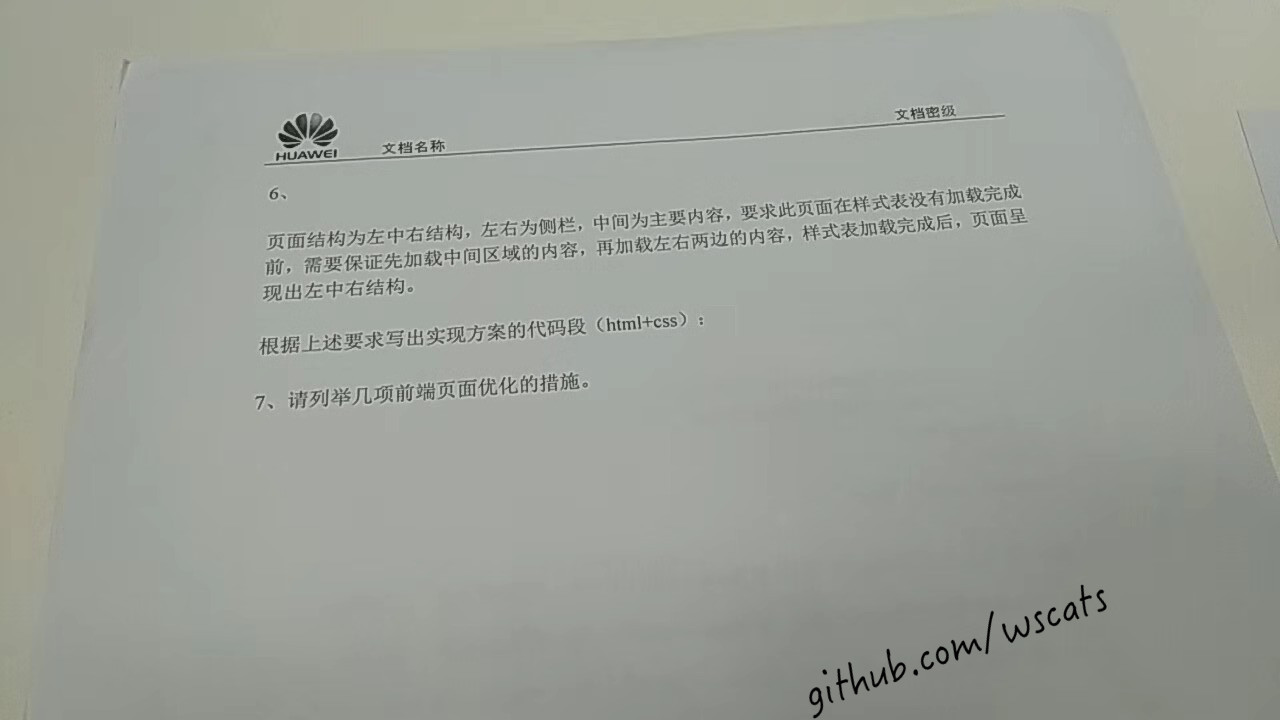 HUAWEI
文档名称
文档密级
6、
页面结构为左中右结构，左右为侧栏，中间为主要内容，要求此页面在样式表没有加载完成
前，需要保证先加载中间区域的内容，再加载左右两边的内容，样式表加载完成后，页面呈
现出左中右结构。
根据上述要求写出实现方案的代码段（html+css）：
7、请列举几项前端页面优化的措施。
github.com/wscats